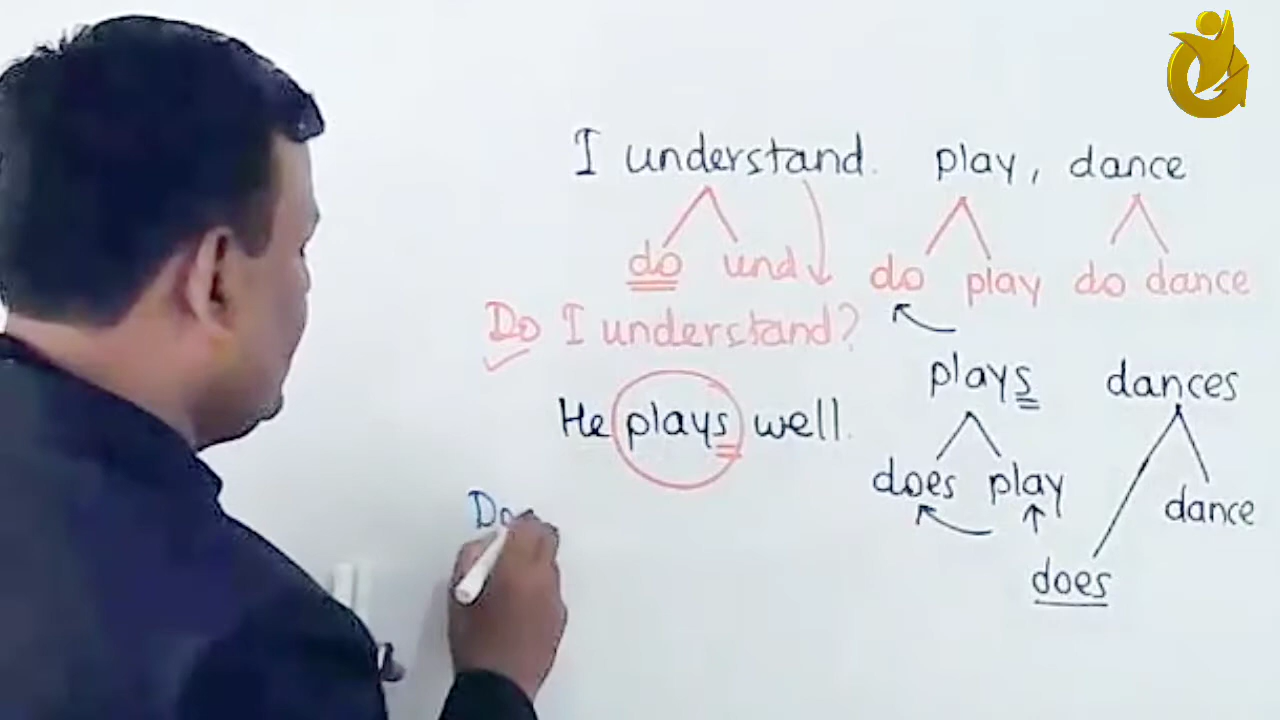 I understand. play, dance
do und do play do dance
Do I understand?
plays dances
He plays well.
does play
dance
Do
does